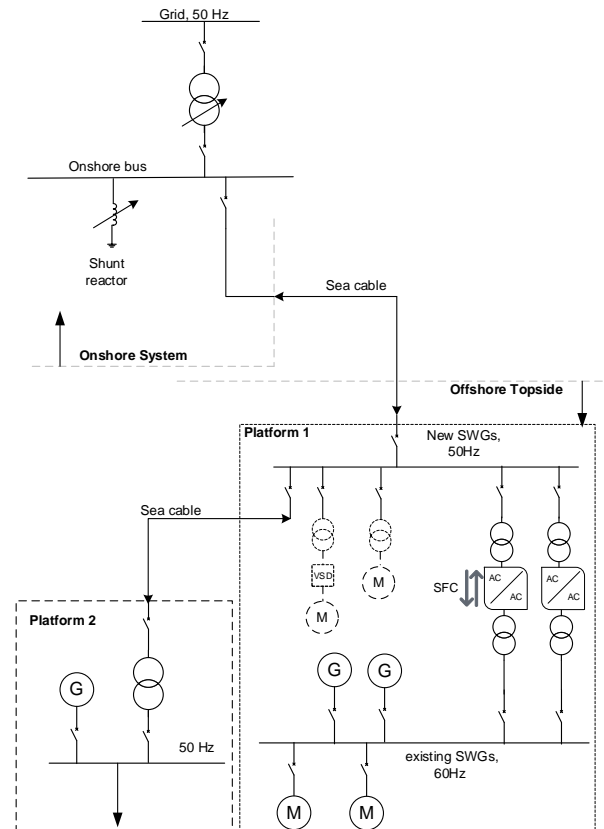 Grid, 50 Hz
Onshore bus
Shunt
reactor
Sea cable
Onshore System
Offshore Topside
Platform 1
New SWGs,
50Hz
Sea cable
VSD
M
M
SFC
AC
AC
AC
AC
Platform 2
G
50 Hz
G
G
existing SWGs,
60Hz
M
M